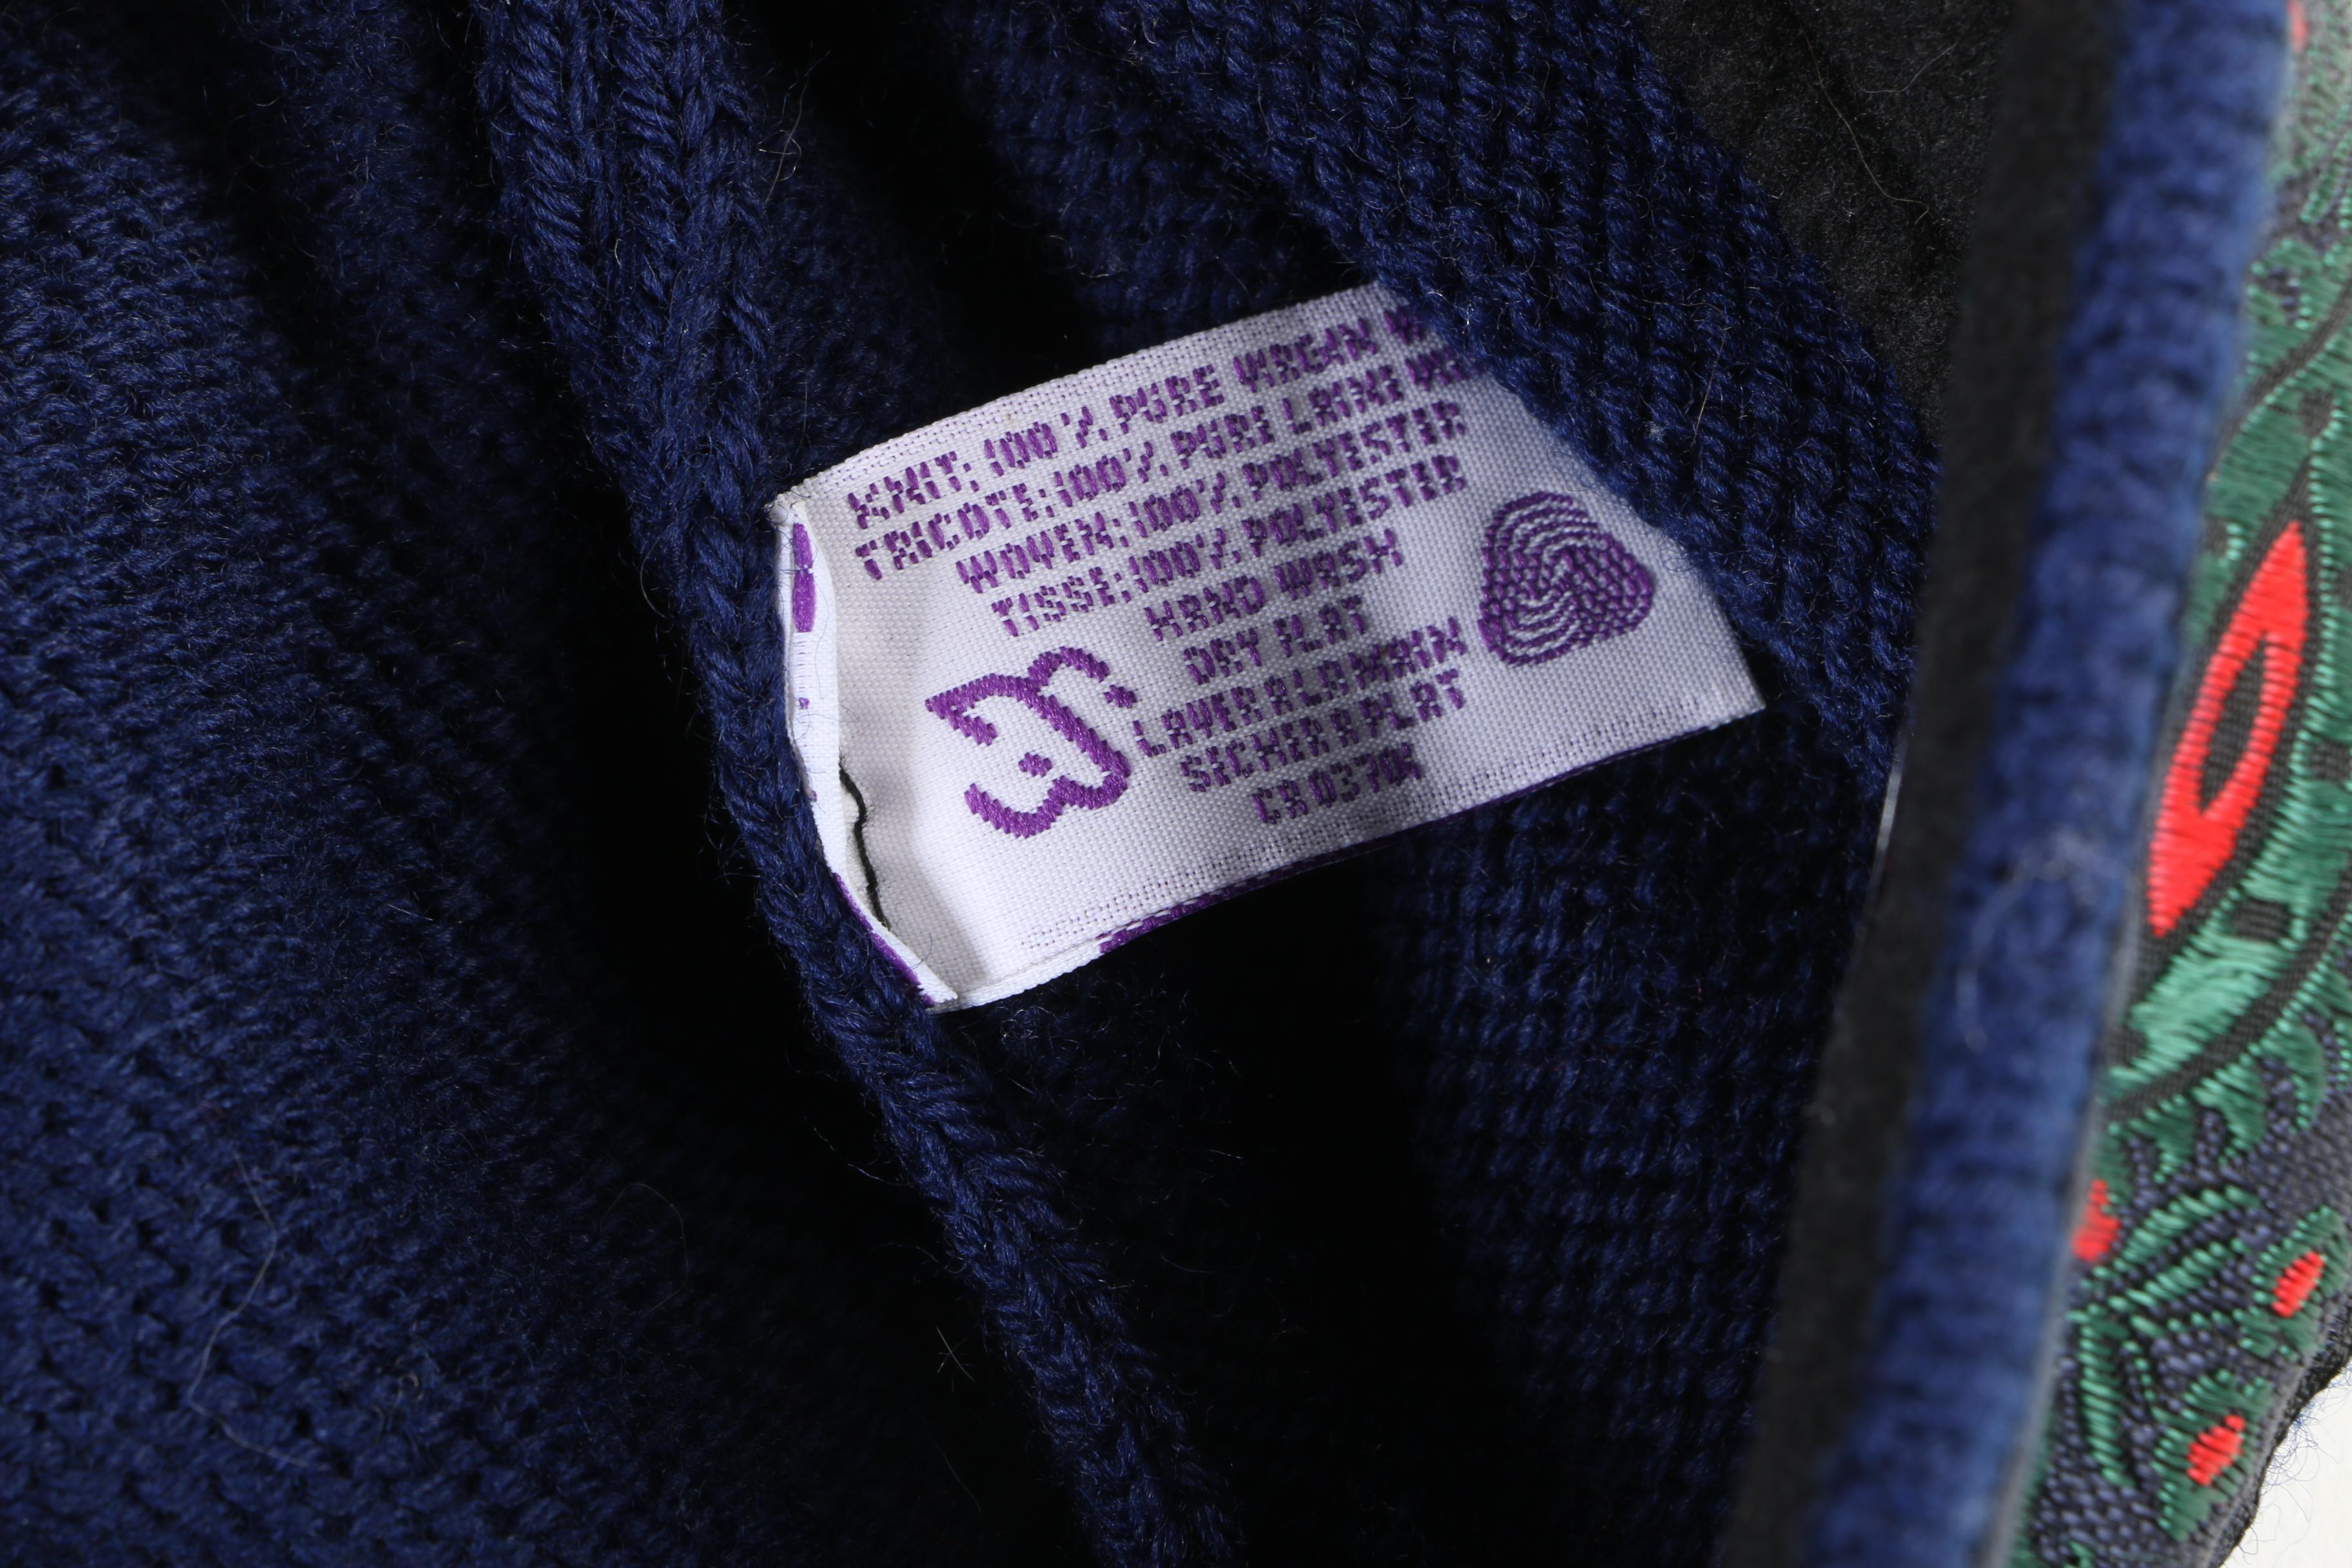 KNIT: 100% PURE VIRGIN
TRICOTE: 100% PURE LAINE
WOVEN: 100% POLYESTER
TISSE: 100% POLYESTER
HAND WASH
DRY FLAT
LAVER A LA MAIN
SECHER A PLAT